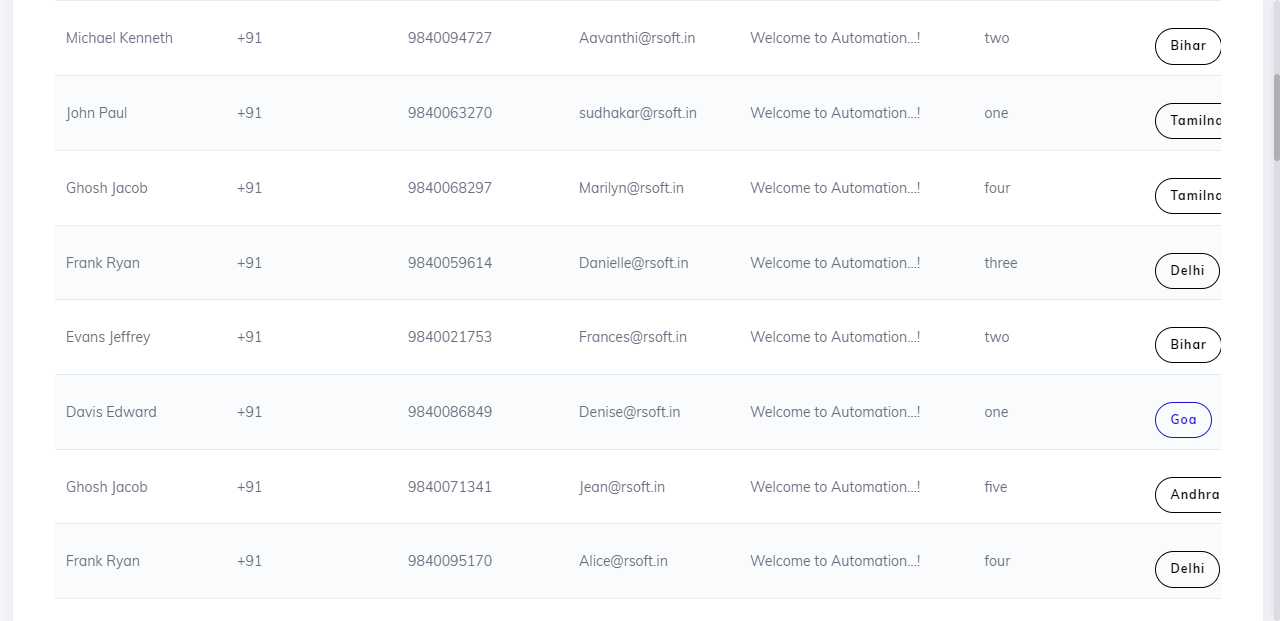 Michael Kenneth +91 9840094727 Aavanthi@rsoft.in Welcome to Automation...! two Bihar
John Paul +91 9840063270 sudhakar@rsoft.in Welcome to Automation...! one Tamilna
Ghosh Jacob +91 9840068297 Marilyn@rsoft.in Welcome to Automation...! four Tamilna
Frank Ryan +91 9840059614 Danielle@rsoft.in Welcome to Automation...! three Delhi
Evans Jeffrey +91 9840021753 Frances@rsoft.in Welcome to Automation...! two Bihar
Davis Edward +91 9840086849 Denise@rsoft.in Welcome to Automation...! one Goa
Ghosh Jacob +91 9840071341 Jean@rsoft.in Welcome to Automation...! five Andhra
Frank Ryan +91 9840095170 Alice@rsoft.in Welcome to Automation...! four Delhi